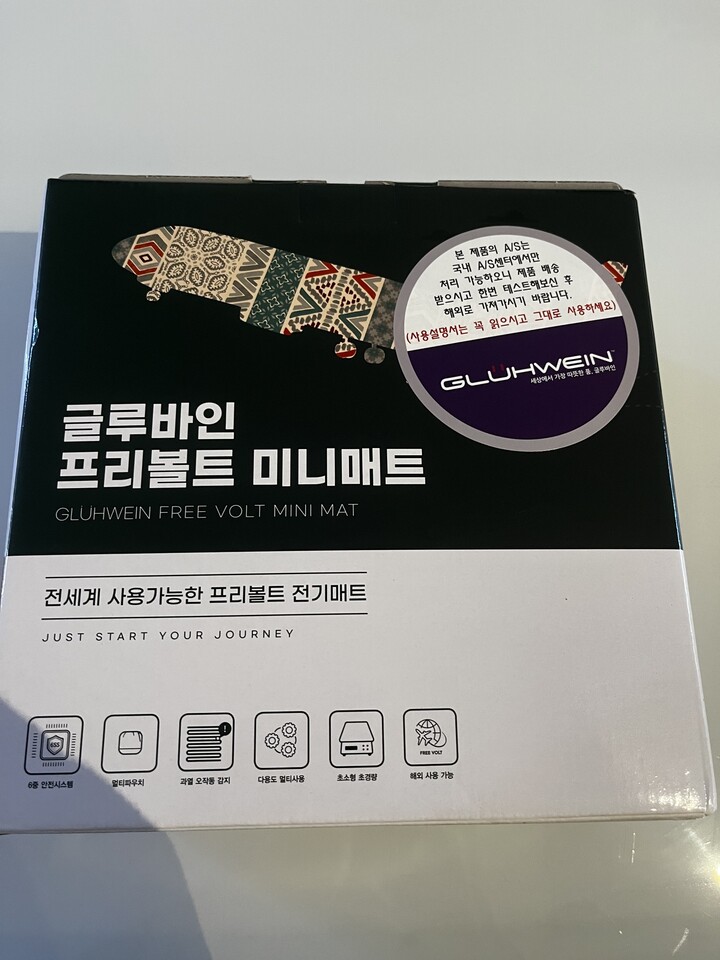 본 제품의 A/S는
국내 A/S센터에서만
처리 가능하오니 제품 배송
받으시고 한번 테스트해보신 후
해외로 가져가시기 바랍니다.
(사용설명서는 꼭 읽으시고 그대로 사용하세요)
GLÜHWEIN™
세상에서 가장 따뜻한 품, 글루바인
글루바인
프리볼트 미니매트
GLÜHWEIN FREE VOLT MINI MAT
전세계 사용가능한 프리볼트 전기매트
JUST START YOUR JOURNEY
6SS
!
FREE VOLT
6중 안전시스템
멀티파우치
과열 오작동 감지
다용도 멀티사용
초소형 초경량
해외 사용 가능